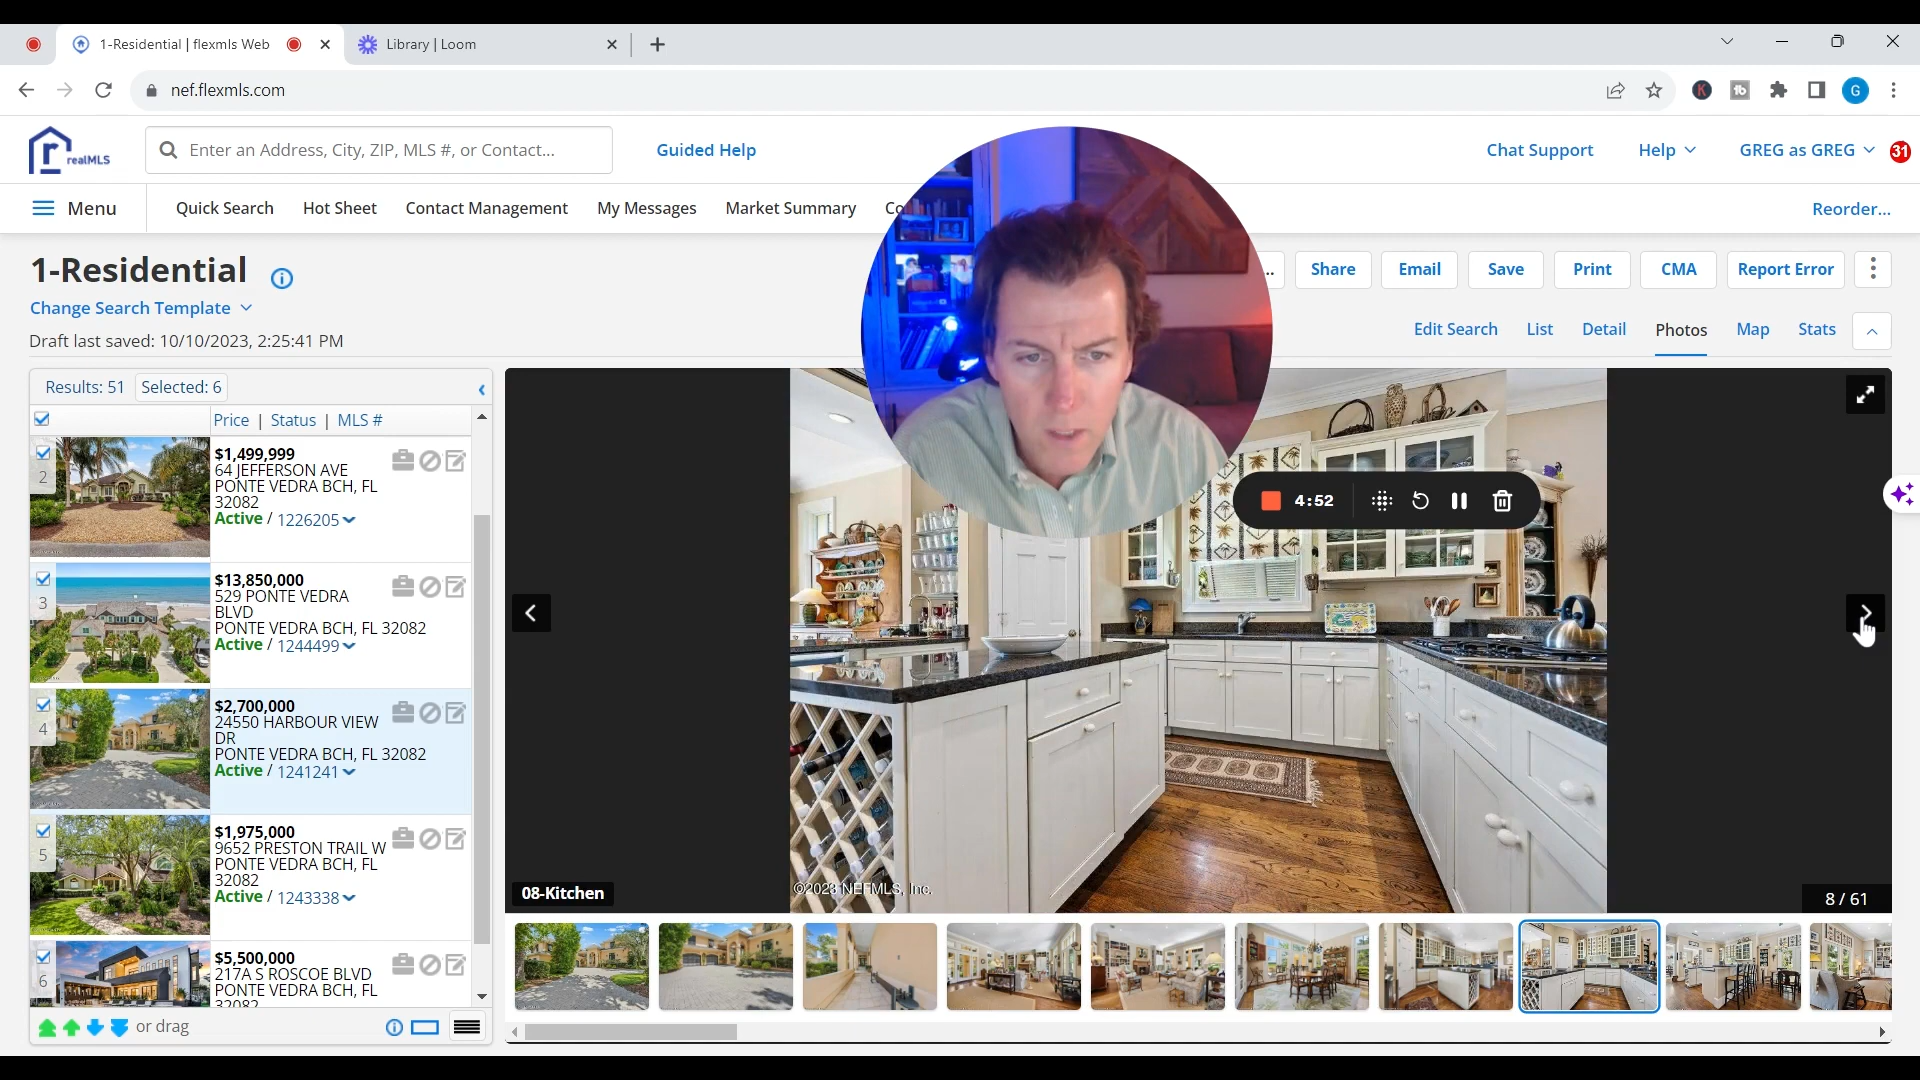 1-Residential | flexmls Web
Library | Loom
nef.flexmls.com
K
tb
G
realMLS
Enter an Address, City, ZIP, MLS #, or Contact...
Guided Help
Chat Support
Help
GREG as GREG
31
Menu
Quick Search
Hot Sheet
Contact Management
My Messages
Market Summary
Reorder...
1-Residential
...
Share
Email
Save
Print
CMA
Report Error
Change Search Template
Draft last saved: 10/10/2023, 2:25:41 PM
Edit Search
List
Detail
Photos
Map
Stats
Results: 51
Selected: 6
Price | Status | MLS #
2
$1,499,999
64 JEFFERSON AVE
PONTE VEDRA BCH, FL
32082
Active / 1226205
3
$13,850,000
529 PONTE VEDRA
BLVD
PONTE VEDRA BCH, FL 32082
Active / 1244499
4
$2,700,000
24550 HARBOUR VIEW
DR
PONTE VEDRA BCH, FL 32082
Active / 1241241
5
$1,975,000
9652 PRESTON TRAIL W
PONTE VEDRA BCH, FL
32082
Active / 1243338
6
$5,500,000
217A S ROSCOE BLVD
PONTE VEDRA BCH, FL
32082
or drag
4:52
08-Kitchen
©2023 NEFMLS, Inc.
8 / 61